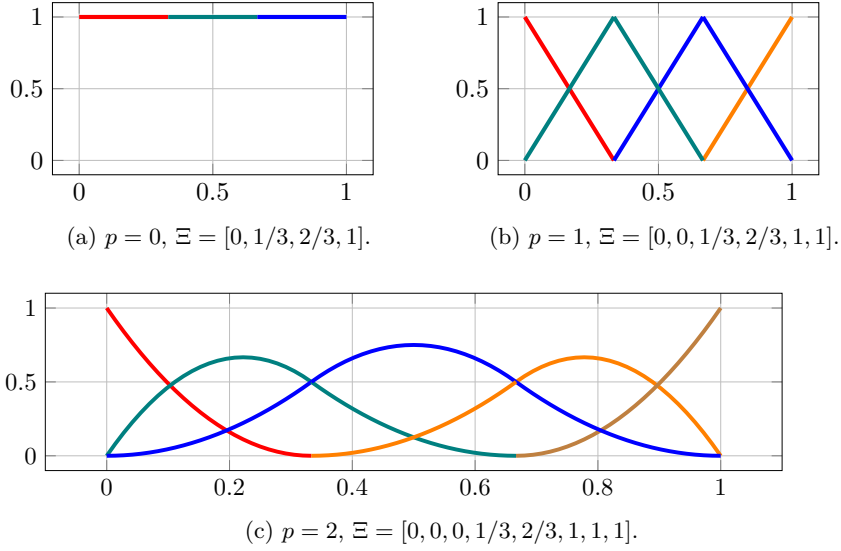 1
0.5
0
0 0.5 1
(a) p = 0, Ξ = [0, 1/3, 2/3, 1].
1
0.5
0
0 0.5 1
(b) p = 1, Ξ = [0, 0, 1/3, 2/3, 1, 1].
1
0.5
0
0 0.2 0.4 0.6 0.8 1
(c) p = 2, Ξ = [0, 0, 0, 1/3, 2/3, 1, 1, 1].